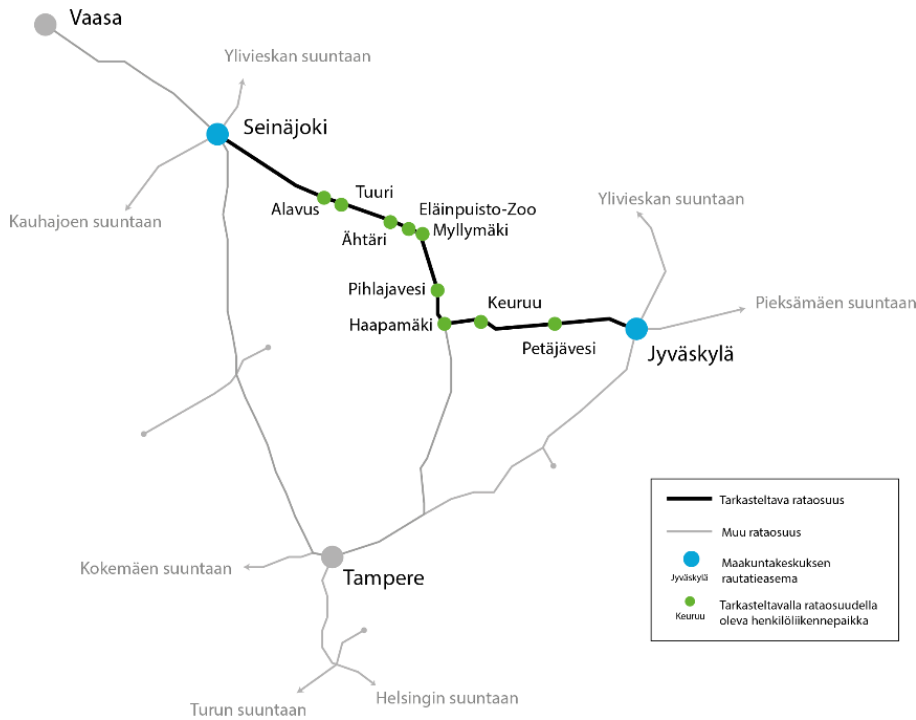 Vaasa
Ylivieskan suuntaan
Seinäjoki
Kauhajoen suuntaan
Alavus
Tuuri
Ähtäri
Eläinpuisto-Zoo
Myllymäki
Ylivieskan suuntaan
Pihlajavesi
Keuruu
Pieksämäen suuntaan
Haapamäki
Petäjävesi
Jyväskylä
Kokemäen suuntaan
Tampere
Turun suuntaan
Helsingin suuntaan
Tarkasteltava rataosuus
Muu rataosuus
Jyväskylä
Maakuntakeskuksen
rautatieasema
Keuruu
Tarkasteltavalla rataosuudella
oleva henkilöliikennepaikka